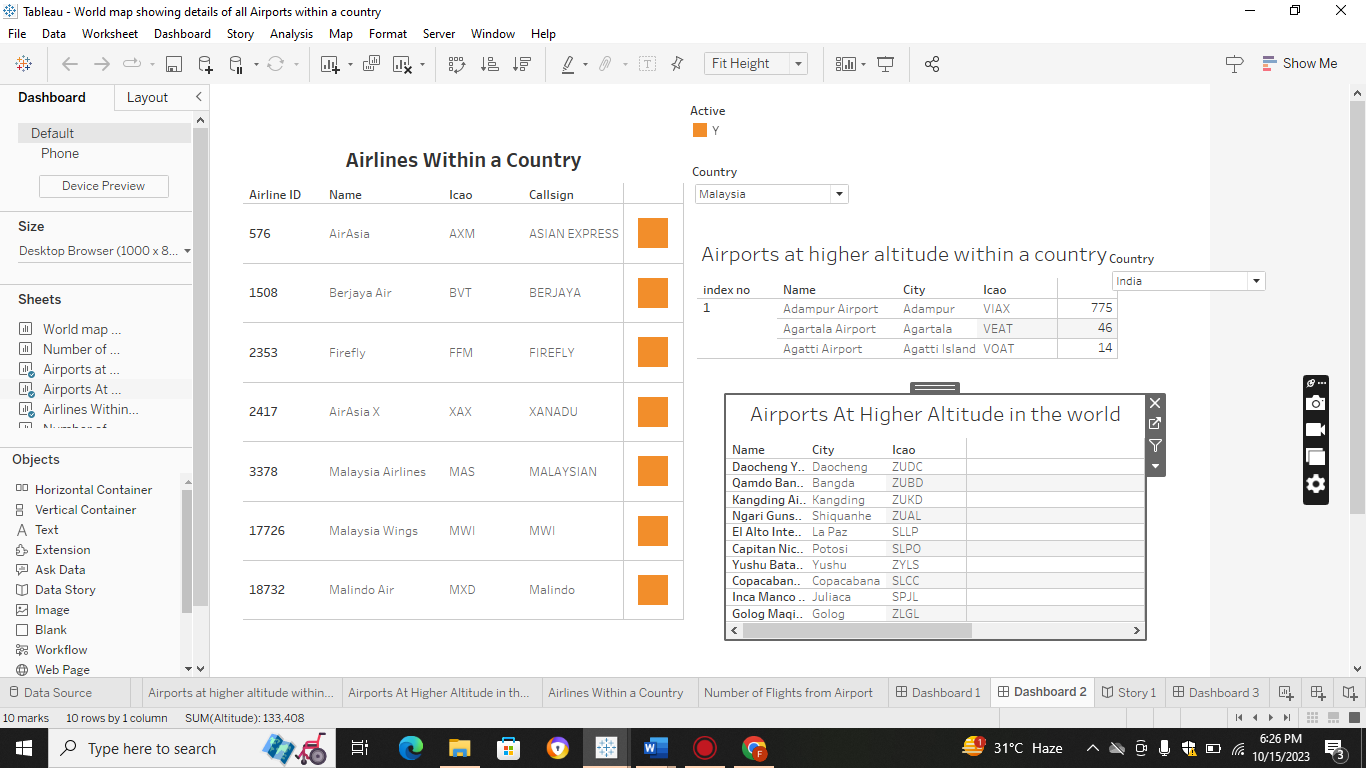 Tableau - World map showing details of all Airports within a country
File Data Worksheet Dashboard Story Analysis Map Format Server Window Help
Fit Height
Show Me
Dashboard Layout
Default
Phone
Device Preview
Size
Desktop Browser (1000 x 8...
Sheets
World map ...
Number of ...
Airports at ...
Airports At ...
Airlines Within...
Objects
Horizontal Container
Vertical Container
Text
Extension
Ask Data
Data Story
Image
Blank
Workflow
Web Page
Airlines Within a Country
Airline ID Name Icao Callsign
576 AirAsia AXM ASIAN EXPRESS
1508 Berjaya Air BVT BERJAYA
2353 Firefly FFM FIREFLY
2417 AirAsia X XAX XANADU
3378 Malaysia Airlines MAS MALAYSIAN
17726 Malaysia Wings MWI MWI
18732 Malindo Air MXD Malindo
Active
Y
Country
Malaysia
Airports at higher altitude within a country
Country
India
index no Name City Icao
1 Adampur Airport Adampur VIAX 775
Agartala Airport Agartala VEAT 46
Agatti Airport Agatti Island VOAT 14
Airports At Higher Altitude in the world
Name City Icao
Daocheng Y.. Daocheng ZUDC
Qamdo Ban.. Bangda ZUBD
Kangding Ai.. Kangding ZUKD
Ngari Guns.. Shiquanhe ZUAL
El Alto Inte.. La Paz SLLP
Capitan Nic.. Potosi SLPO
Yushu Bata.. Yushu ZYLS
Copacaban.. Copacabana SLCC
Inca Manco .. Juliaca SPJL
Golog Maqi.. Golog ZLGL
Data Source Airports at higher altitude within... Airports At Higher Altitude in th... Airlines Within a Country Number of Flights from Airport Dashboard 1 Dashboard 2 Story 1 Dashboard 3
10 marks 10 rows by 1 column SUM(Altitude): 133,408
Type here to search
1
31°C Haze
6:26 PM
10/15/2023
3